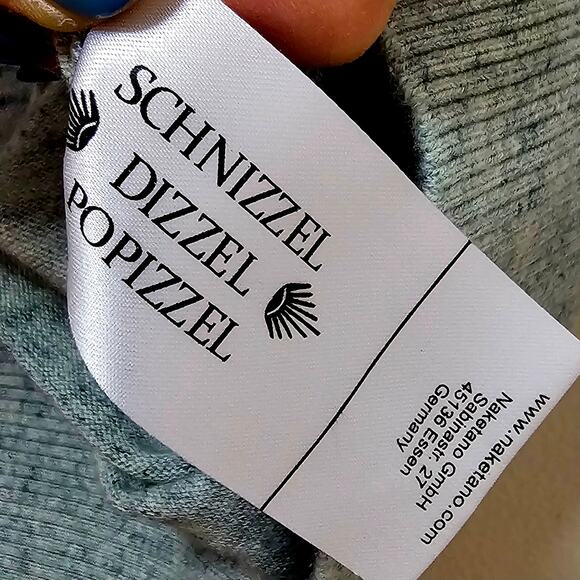 SCHNIZZEL
DIZZEL
POPIZZEL
www.naketano.com
Naketano GmbH
Sabinastr. 27
45136 Essen
Germany